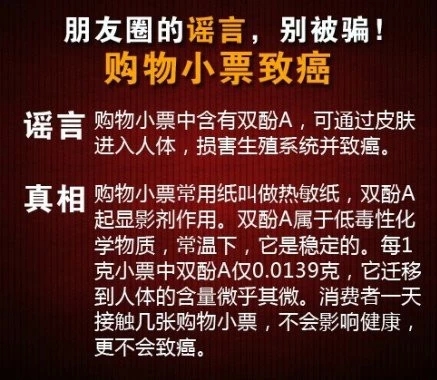 朋友圈的谣言，别被骗！
购物小票致癌
谣言 购物小票中含有双酚A，可通过皮肤
进入人体，损害生殖系统并致癌。
真相 购物小票常用纸叫做热敏纸，双酚A
起显影剂作用。双酚A属于低毒性化
学物质，常温下，它是稳定的。每1
克小票中双酚A仅0.0139克，它迁移
到人体的含量微乎其微。消费者一天
接触几张购物小票，不会影响健康，
更不会致癌。